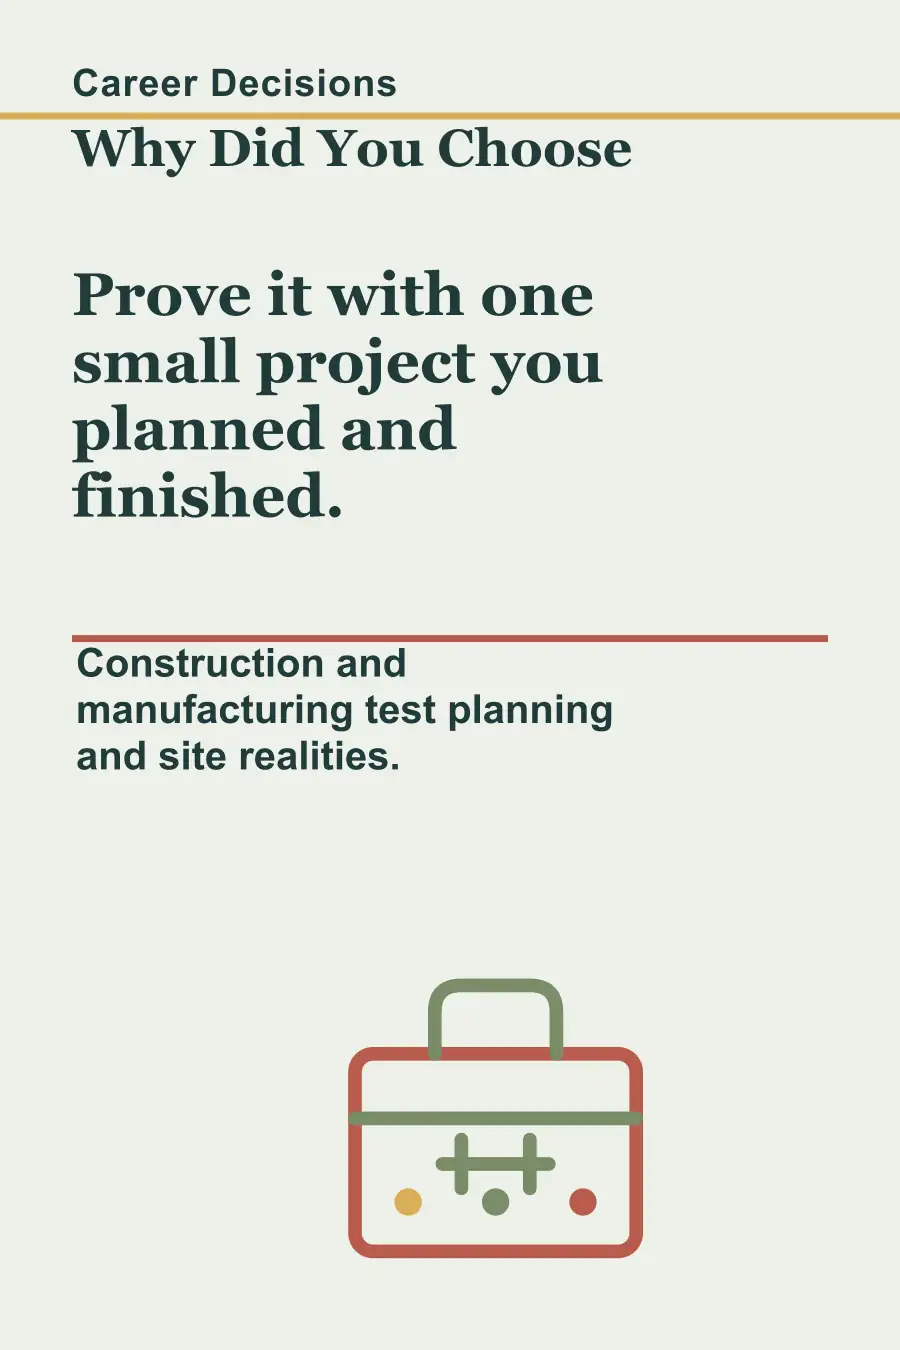 Career Decisions
Why Did You Choose
Prove it with one
small project you
planned and
finished.
Construction and
manufacturing test planning
and site realities.